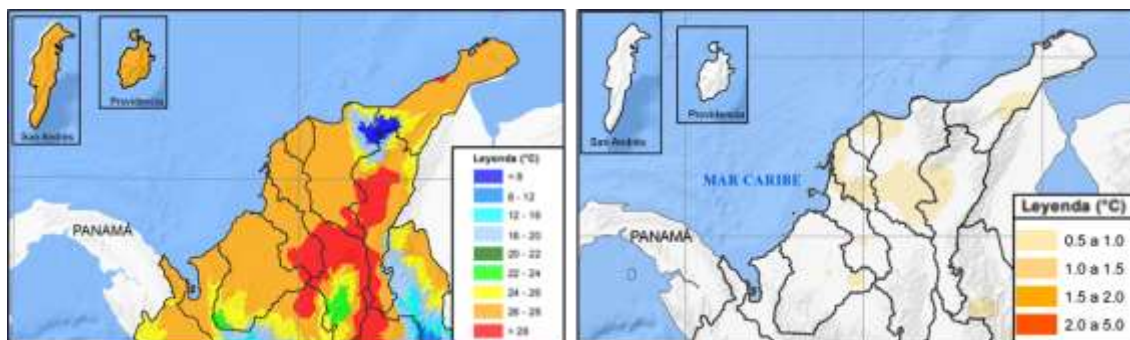 San Andrés
Providencia
PANAMÁ
Leyenda (°C)
< 8
8 - 12
12 - 16
16 - 20
20 - 22
22 - 24
24 - 26
26 - 28
> 28
San Andrés
Providencia
MAR CARIBE
PANAMÁ
Leyenda (°C)
0.5 a 1.0
1.0 a 1.5
1.5 a 2.0
2.0 a 5.0